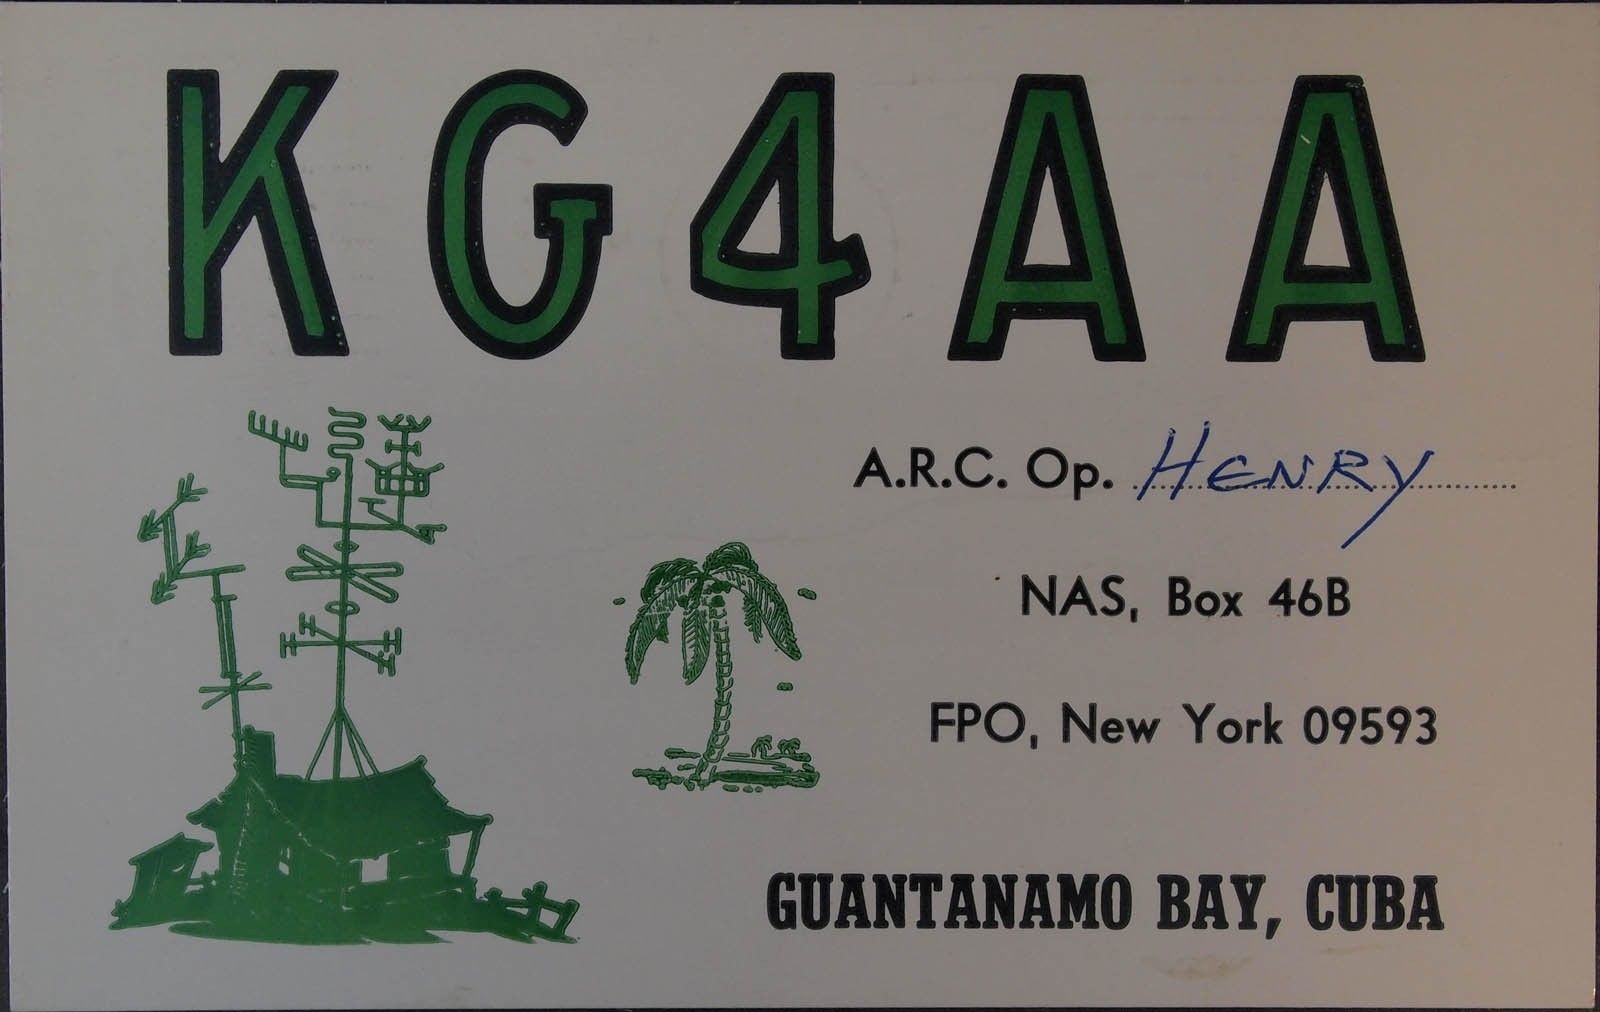 KG4AA
A.R.C. Op. HENRY
NAS, Box 46B
FPO, New York 09593
GUANTANAMO BAY, CUBA